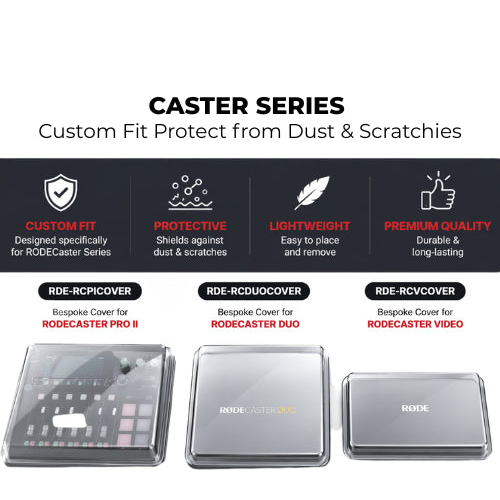 CASTER SERIES
Custom Fit Protect from Dust & Scratchies
CUSTOM FIT
Designed specifically
for RODECaster Series
PROTECTIVE
Shields against
dust & scratches
LIGHTWEIGHT
Easy to place
and remove
PREMIUM QUALITY
Durable &
long-lasting
RDE-RCPICOVER
Bespoke Cover for
RODECASTER PRO II
RDE-RCDUOCOVER
Bespoke Cover for
RODECASTER DUO
RDE-RCVCOVER
Bespoke Cover for
RODECASTER VIDEO
RØDECASTER DUO
RØDE